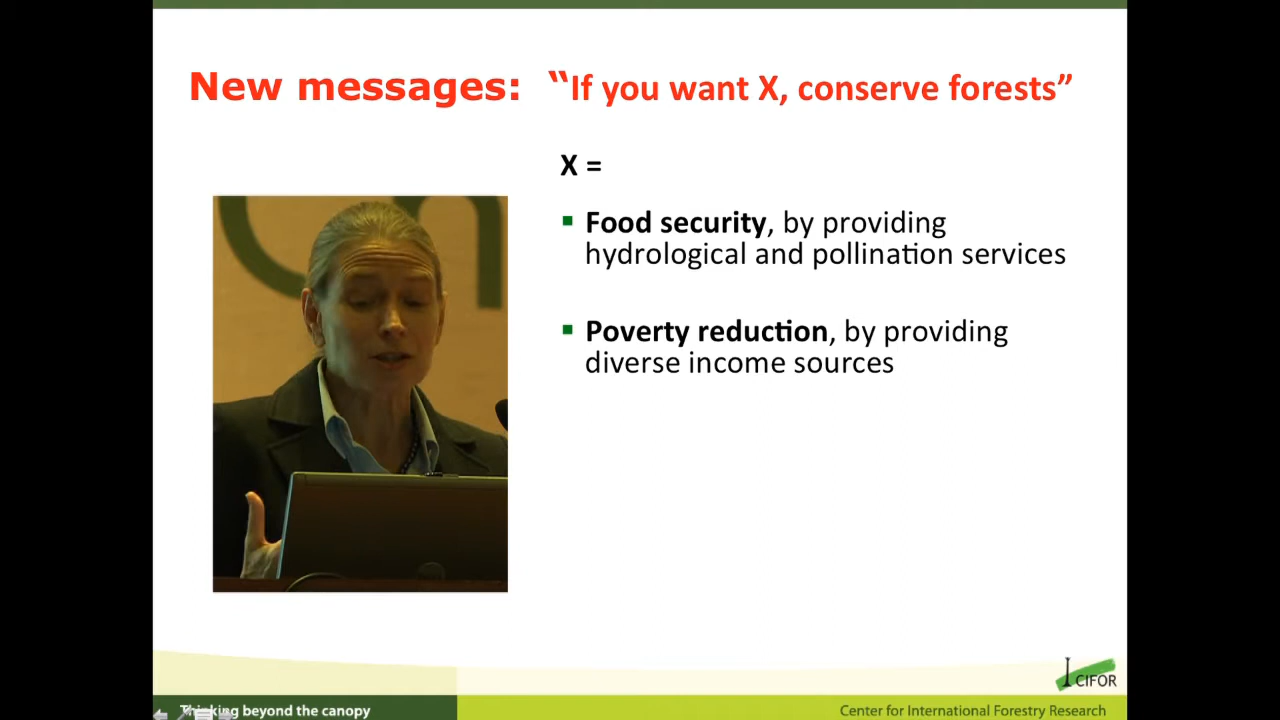 New messages: “If you want X, conserve forests”
X =
Food security, by providing
hydrological and pollination services
Poverty reduction, by providing
diverse income sources
CIFOR
Thinking beyond the canopy
Center for International Forestry Research